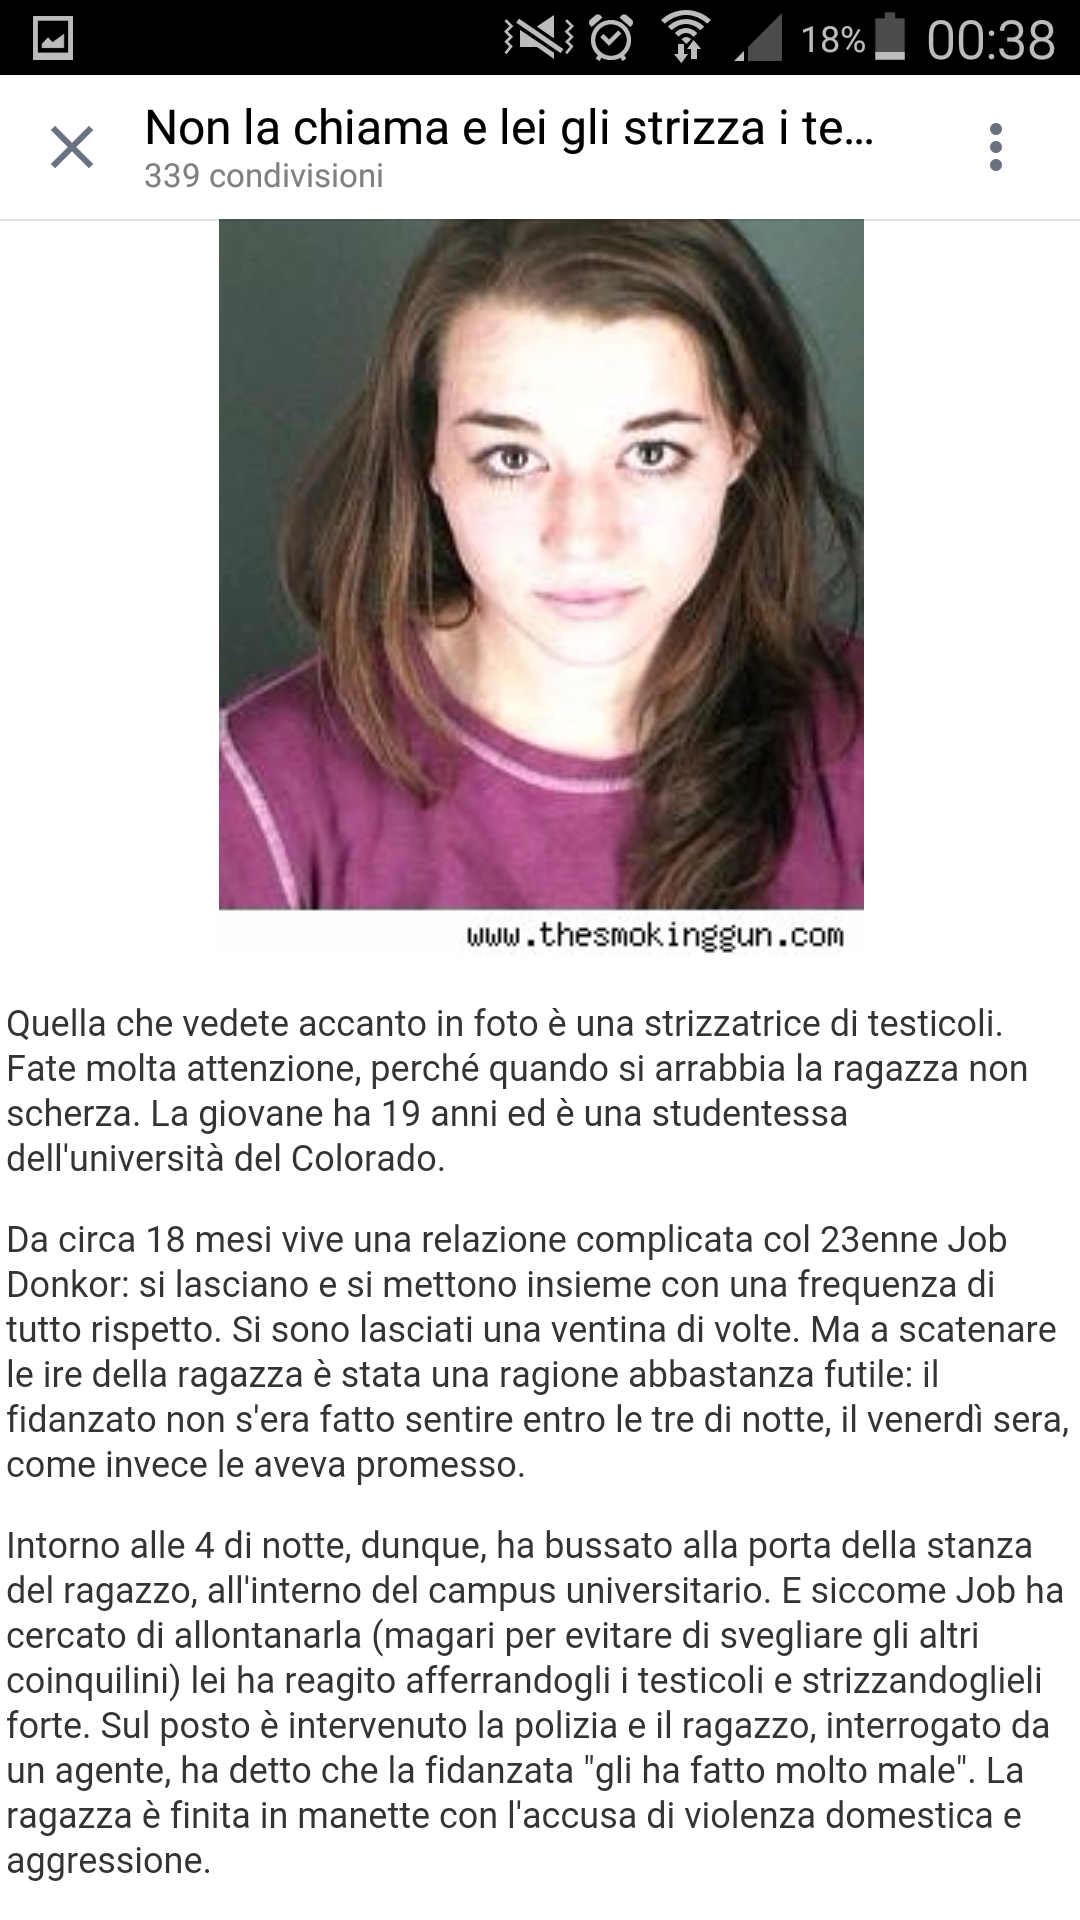 18% 00:38
Non la chiama e lei gli strizza i te...
339 condivisioni
www.thesmokinggun.com
Quella che vedete accanto in foto è una strizzatrice di testicoli.
Fate molta attenzione, perché quando si arrabbia la ragazza non
scherza. La giovane ha 19 anni ed è una studentessa
dell'università del Colorado.
Da circa 18 mesi vive una relazione complicata col 23enne Job
Donkor: si lasciano e si mettono insieme con una frequenza di
tutto rispetto. Si sono lasciati una ventina di volte. Ma a scatenare
le ire della ragazza è stata una ragione abbastanza futile: il
fidanzato non s'era fatto sentire entro le tre di notte, il venerdì sera,
come invece le aveva promesso.
Intorno alle 4 di notte, dunque, ha bussato alla porta della stanza
del ragazzo, all'interno del campus universitario. E siccome Job ha
cercato di allontanarla (magari per evitare di svegliare gli altri
coinquilini) lei ha reagito afferrandogli i testicoli e strizzandoglieli
forte. Sul posto è intervenuto la polizia e il ragazzo, interrogato da
un agente, ha detto che la fidanzata "gli ha fatto molto male". La
ragazza è finita in manette con l'accusa di violenza domestica e
aggressione.